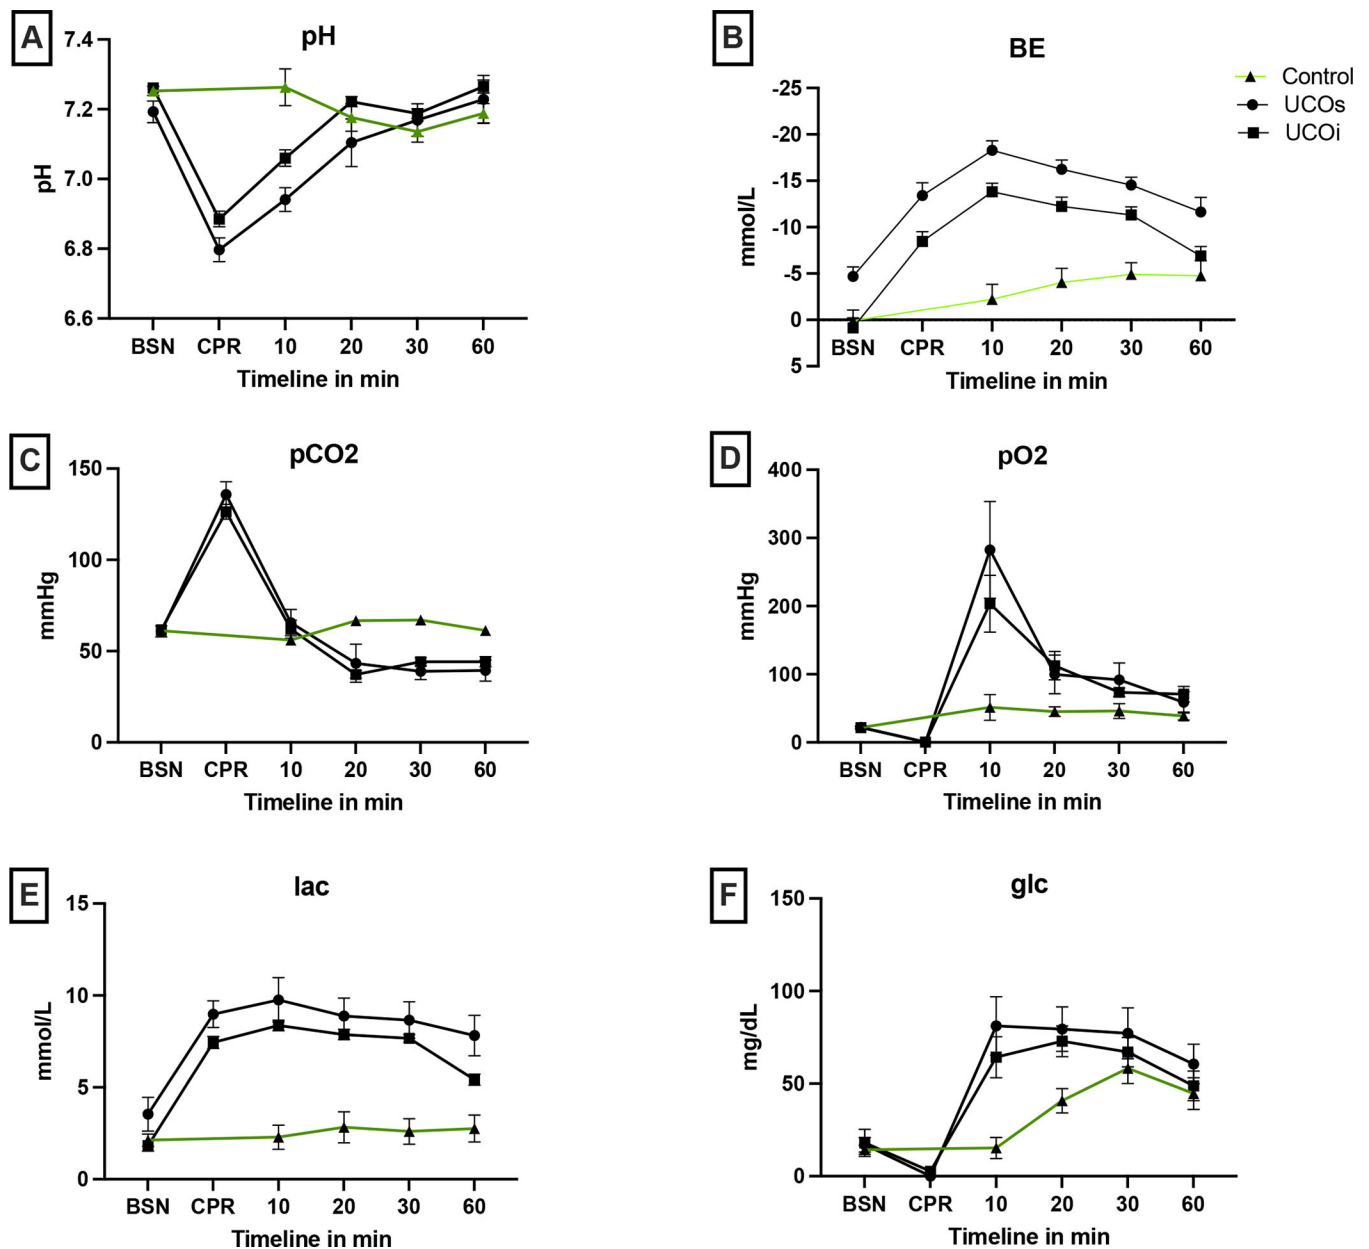 A
pH
7.4
7.2
7.0
6.8
6.6
pH
BSN CPR 10 20 30 60
Timeline in min
B
BE
-25
-20
-15
-10
-5
0
5
mmol/L
BSN CPR 10 20 30 60
Timeline in min
Control
UCOs
UCOi
C
pCO2
150
100
50
0
mmHg
BSN CPR 10 20 30 60
Timeline in min
D
pO2
400
300
200
100
0
mmHg
BSN CPR 10 20 30 60
Timeline in min
E
lac
15
10
5
0
mmol/L
BSN CPR 10 20 30 60
Timeline in min
F
glc
150
100
50
0
mg/dL
BSN CPR 10 20 30 60
Timeline in min